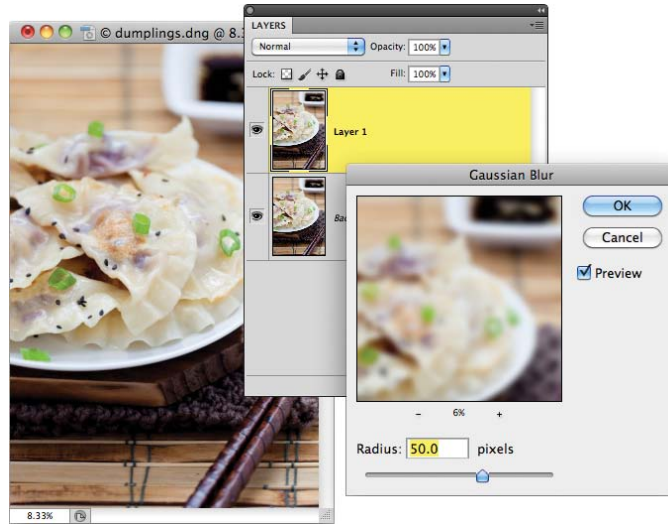 © dumplings.dng @ 8.
LAYERS
Normal
Opacity: 100%
Lock:
Fill: 100%
Layer 1
Gaussian Blur
OK
Cancel
Preview
- 6% +
Radius: 50.0 pixels
8.33%